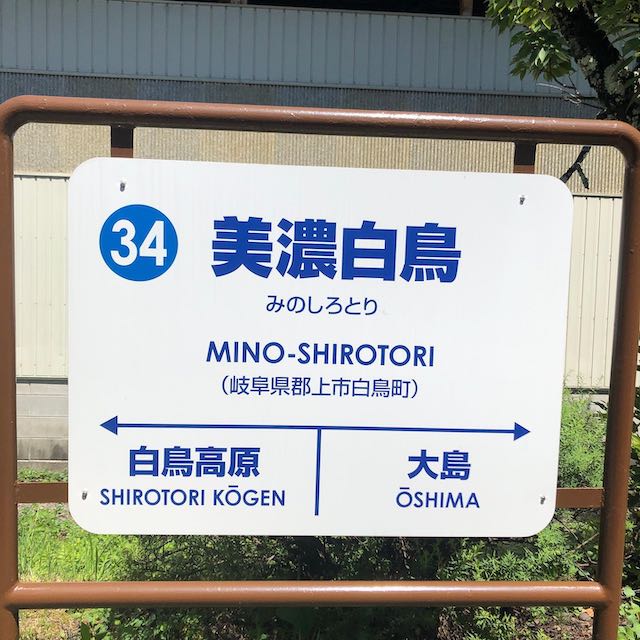 34
美濃白鳥
みのしろとり
MINO-SHIROTORI
（岐阜県郡上市白鳥町）
白鳥高原
SHIROTORI KŌGEN
大島
ŌSHIMA